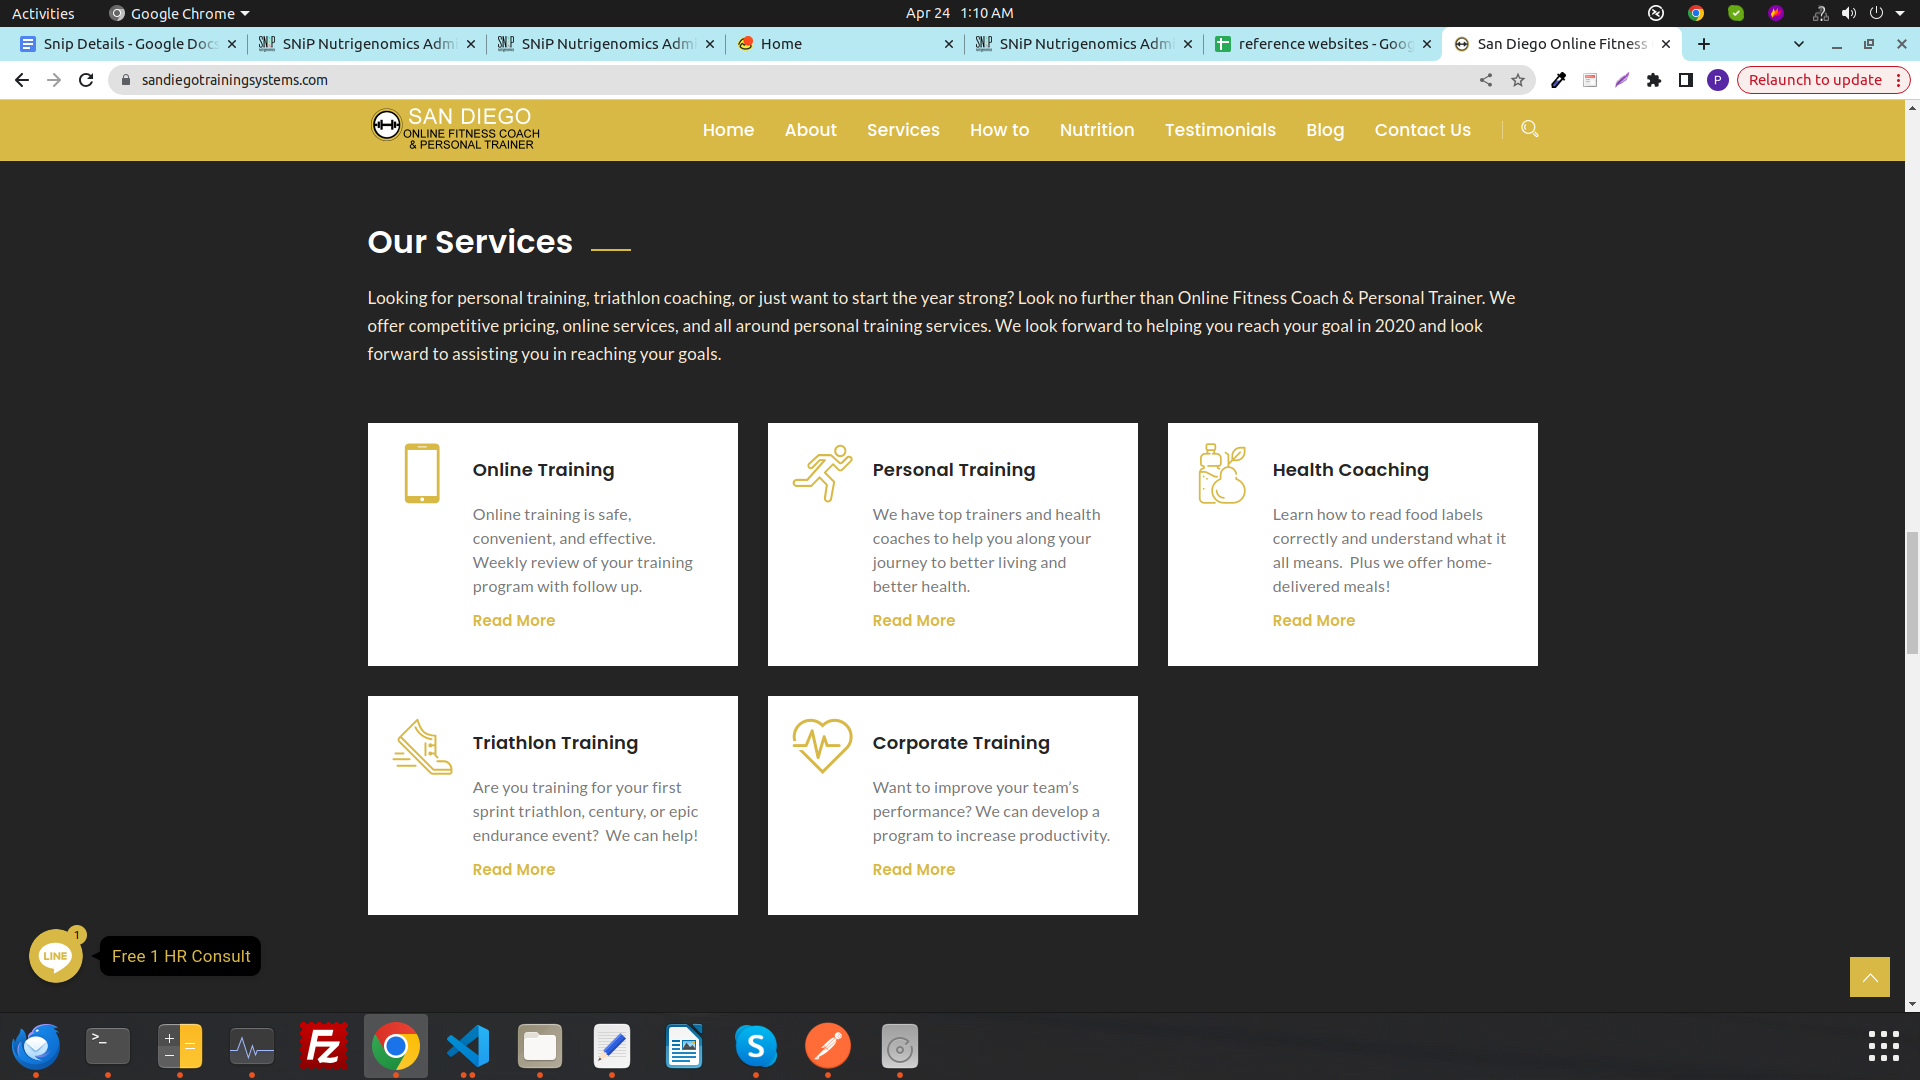 Activities
Google Chrome
Apr 24 1:10 AM
Snip Details - Google Docs
SNiP Nutrigenomics Adm
SNiP Nutrigenomics Adm
Home
SNiP Nutrigenomics Adm
reference websites - Goog
San Diego Online Fitness
sandiegotrainingsystems.com
P
Relaunch to update
SAN DIEGO
ONLINE FITNESS COACH
& PERSONAL TRAINER
Home
About
Services
How to
Nutrition
Testimonials
Blog
Contact Us
Our Services
Looking for personal training, triathlon coaching, or just want to start the year strong? Look no further than Online Fitness Coach & Personal Trainer. We
offer competitive pricing, online services, and all around personal training services. We look forward to helping you reach your goal in 2020 and look
forward to assisting you in reaching your goals.
Online Training
Online training is safe,
convenient, and effective.
Weekly review of your training
program with follow up.
Read More
Personal Training
We have top trainers and health
coaches to help you along your
journey to better living and
better health.
Read More
Health Coaching
Learn how to read food labels
correctly and understand what it
all means. Plus we offer home-
delivered meals!
Read More
Triathlon Training
Are you training for your first
sprint triathlon, century, or epic
endurance event? We can help!
Read More
Corporate Training
Want to improve your team's
performance? We can develop a
program to increase productivity.
Read More
LINE
1
Free 1 HR Consult